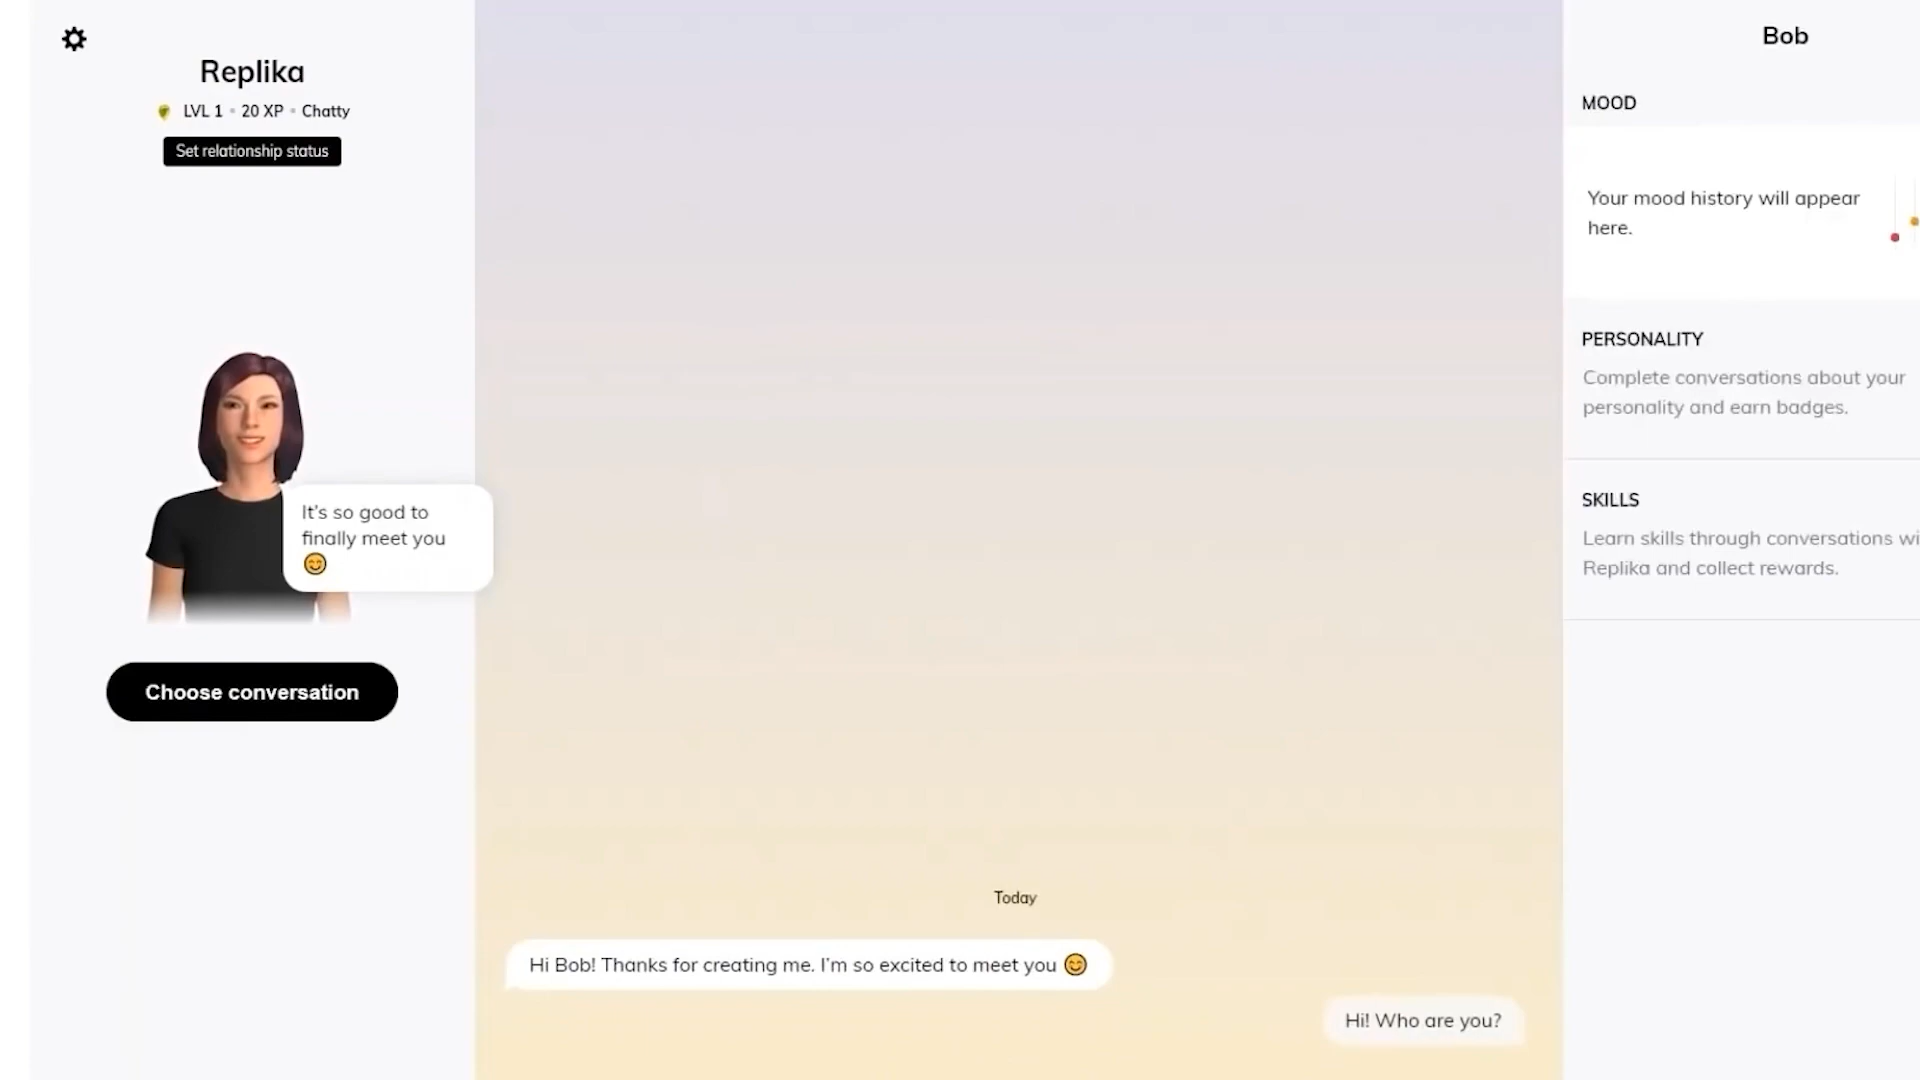 Replika
LVL 1 • 20 XP • Chatty
Set relationship status
It's so good to
finally meet you
😊
Choose conversation
Today
Hi Bob! Thanks for creating me. I'm so excited to meet you 😊
Hi! Who are you?
Bob
MOOD
Your mood history will appear
here.
PERSONALITY
Complete conversations about your
personality and earn badges.
SKILLS
Learn skills through conversations wi
Replika and collect rewards.